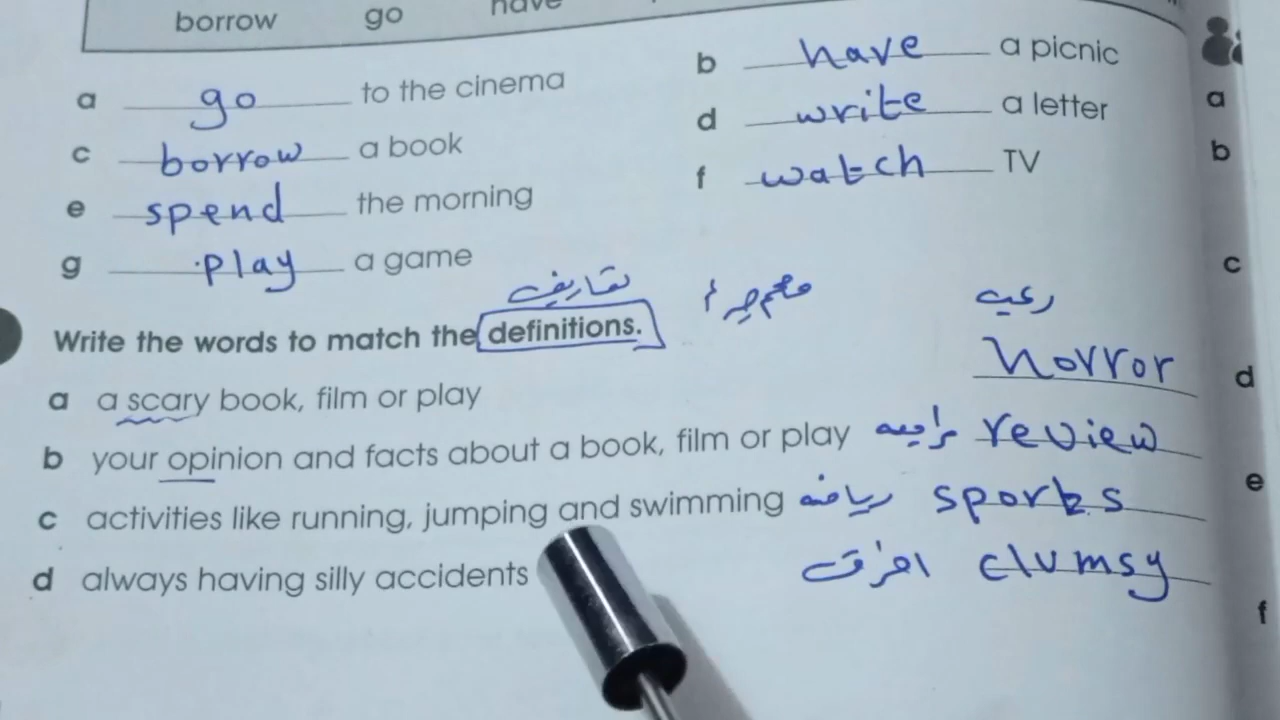 borrow go have
a go to the cinema b have a picnic
c borrow a book d write a letter
e spend the morning f watch TV
g play a game
تعاريف
رعب
Write the words to match the definitions.
a a scary book, film or play horror
b your opinion and facts about a book, film or play مراجعه review
c activities like running, jumping and swimming رياضه sports
d always having silly accidents اخرق clumsy
a
b
c
d
e
f